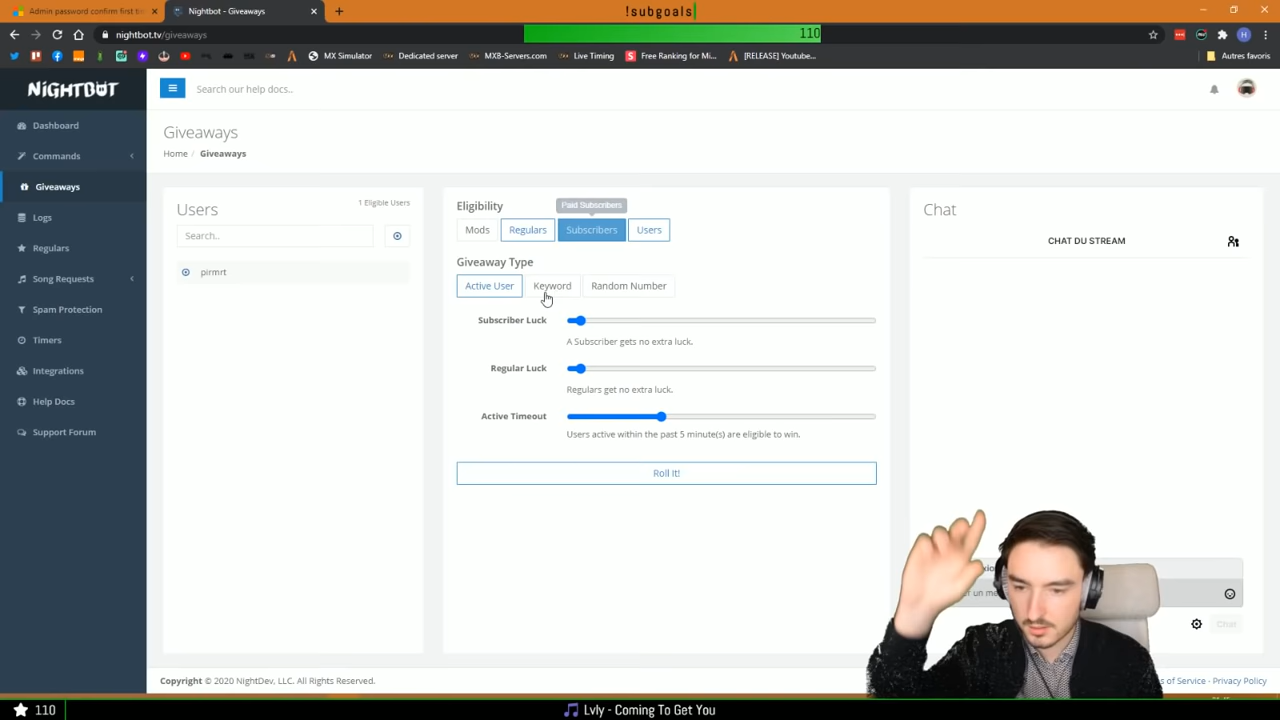 Admin password confirm first ti
Nightbot - Giveaways
!subgoals
110
nightbot.tv/giveaways
MX Simulator
Dedicated server
MXB-Servers.com
Live Timing
Free Ranking for Mi...
[RELEASE] Youtube...
Autres favoris
NiGHTBOT
Search our help docs..
Dashboard
Commands
Giveaways
Logs
Regulars
Song Requests
Spam Protection
Timers
Integrations
Help Docs
Support Forum
Giveaways
Home / Giveaways
Users
1 Eligible Users
Search..
pirmrt
Eligibility
Paid Subscribers
Mods
Regulars
Subscribers
Users
Giveaway Type
Active User
Keyword
Random Number
Subscriber Luck
A Subscriber gets no extra luck.
Regular Luck
Regulars get no extra luck.
Active Timeout
Users active within the past 5 minute(s) are eligible to win.
Roll It!
Chat
CHAT DU STREAM
un me
Chat
Copyright © 2020 NightDev, LLC. All Rights Reserved.
of Service · Privacy Policy
110
Lvly - Coming To Get You